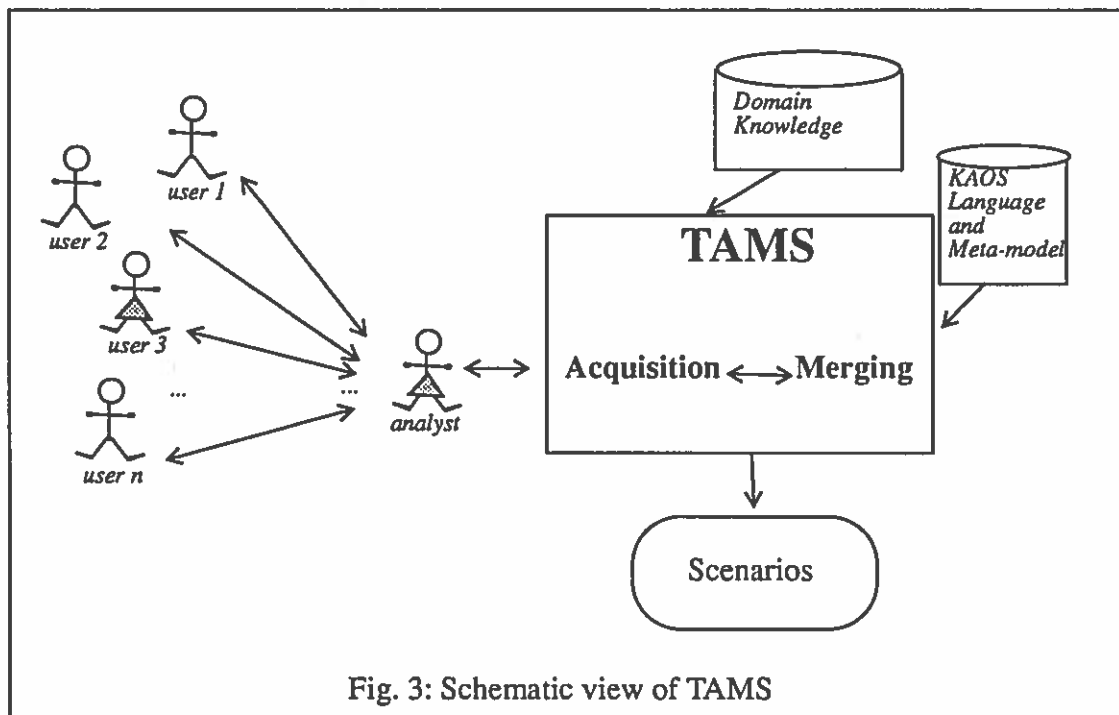 Domain
Knowledge
KAOS
Language
and
Meta-model
user 1
user 2
user 3
...
user n
...
analyst
TAMS
Acquisition
Merging
Scenarios
Fig. 3: Schematic view of TAMS